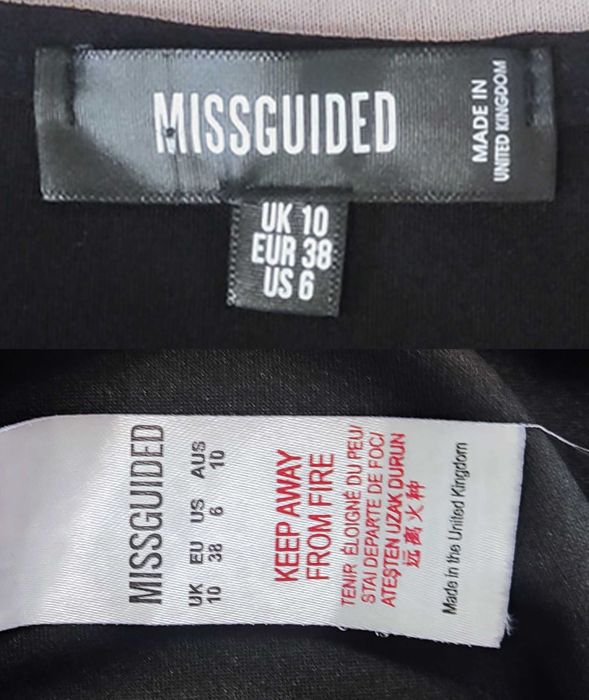 MISSGUIDED
MADE IN
UNITED KINGDOM
UK 10
EUR 38
US 6
MISSGUIDED
UK EU US AUS
10 38 6 10
KEEP AWAY
FROM FIRE
TENIR ÉLOIGNÉ DU PEU/
STAI DEPARTE DE FOC/
ATEŞTEN UZAK DURUN
远离火种
Made in the United Kingdom